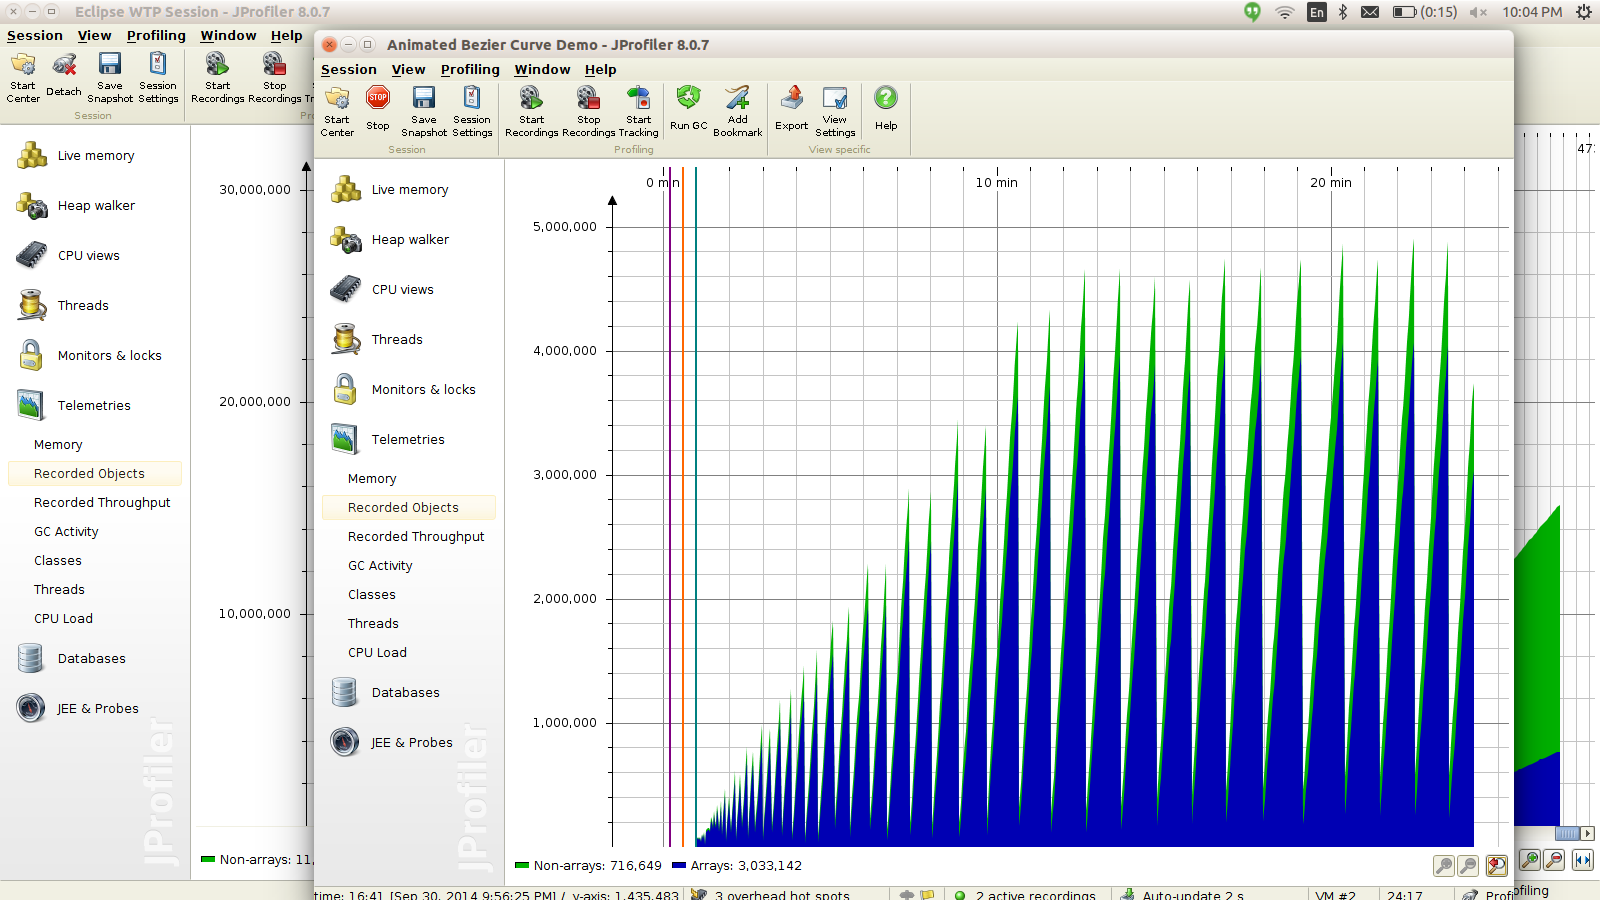 Eclipse WTP Session - JProfiler 8.0.7
En
(0:15)
10:04 PM
Session View Profiling Window Help
Start Center
Detach
Save Snapshot
Session Settings
Start Recordings
Stop Recordings
Session
Live memory
Heap walker
CPU views
Threads
Monitors & locks
Telemetries
Memory
Recorded Objects
Recorded Throughput
GC Activity
Classes
Threads
CPU Load
Databases
JEE & Probes
JProfiler
30,000,000
20,000,000
10,000,000
Non-arrays: 11,
Animated Bezier Curve Demo - JProfiler 8.0.7
Session View Profiling Window Help
Start Center
STOP
Stop
Save Snapshot
Session Settings
Start Recordings
Stop Recordings
Start Tracking
Run GC
Add Bookmark
Export
View Settings
Help
Session
Profiling
View specific
Live memory
Heap walker
CPU views
Threads
Monitors & locks
Telemetries
Memory
Recorded Objects
Recorded Throughput
GC Activity
Classes
Threads
CPU Load
Databases
JEE & Probes
JProfiler
0 min
10 min
20 min
5,000,000
4,000,000
3,000,000
2,000,000
1,000,000
Non-arrays: 716,649
Arrays: 3,033,142
time: 16:41 [Sep 30, 2014 9:56:25 PM] / y-axis: 1,435,483
3 overhead hot spots
2 active recordings
Auto-update 2 s
VM #2
24:17
Profiling